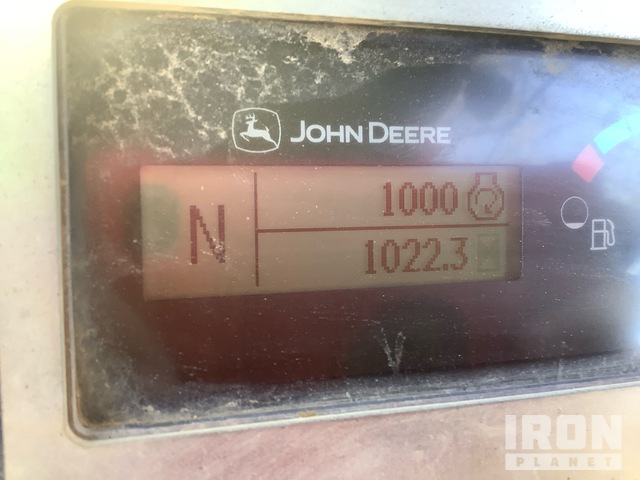 JOHN DEERE
N
1000
1022.3
IRON
PLANET